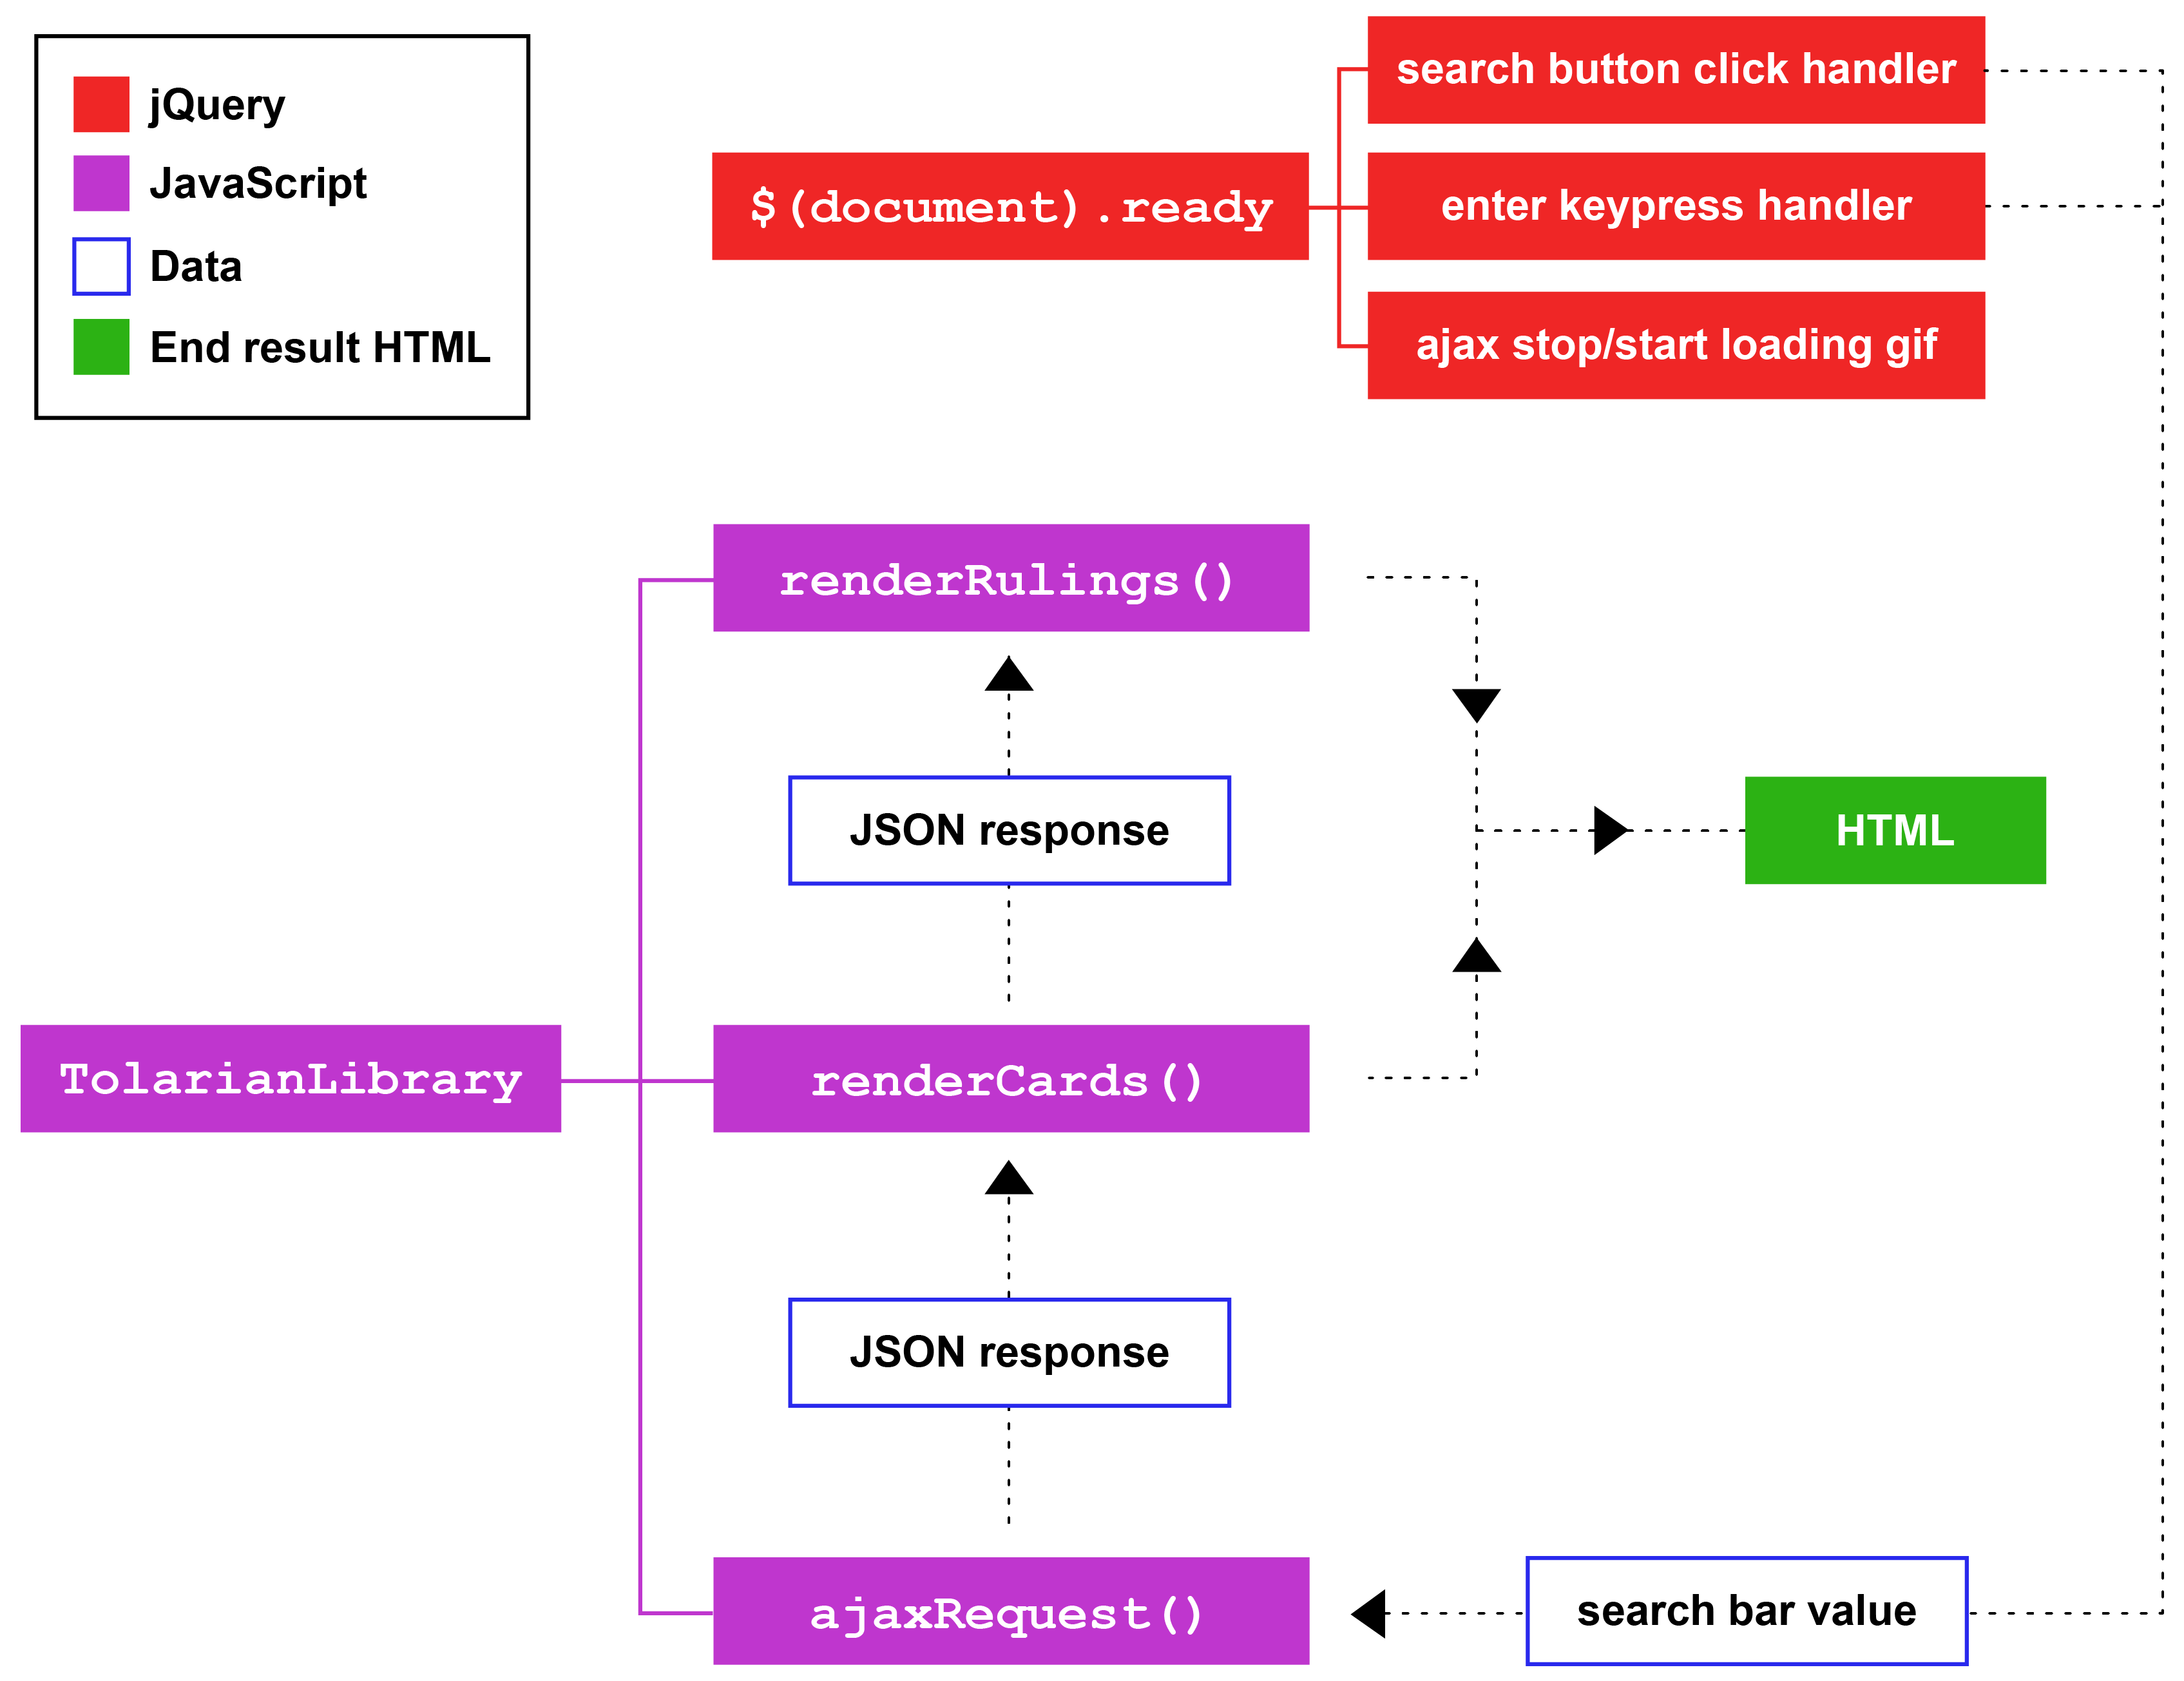 jQuery
JavaScript
Data
End result HTML
search button click handler
$(document).ready
enter keypress handler
ajax stop/start loading gif
renderRulings()
JSON response
HTML
TolarianLibrary
renderCards()
JSON response
ajaxRequest()
search bar value